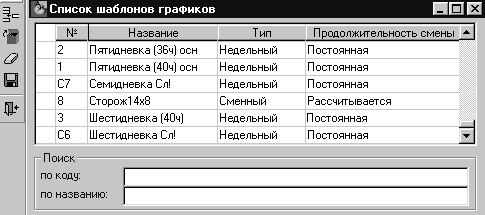 Список шаблонов графиков
№ Название Тип Продолжительность смены
2 Пятидневка (36ч) осн Недельный Постоянная
1 Пятидневка (40ч) осн Недельный Постоянная
С7 Семидневка Сл! Недельный Постоянная
8 Сторож14х8 Сменный Рассчитывается
3 Шестидневка (40ч) Недельный Постоянная
С6 Шестидневка Сл! Недельный Постоянная
Поиск
по коду:
по названию: